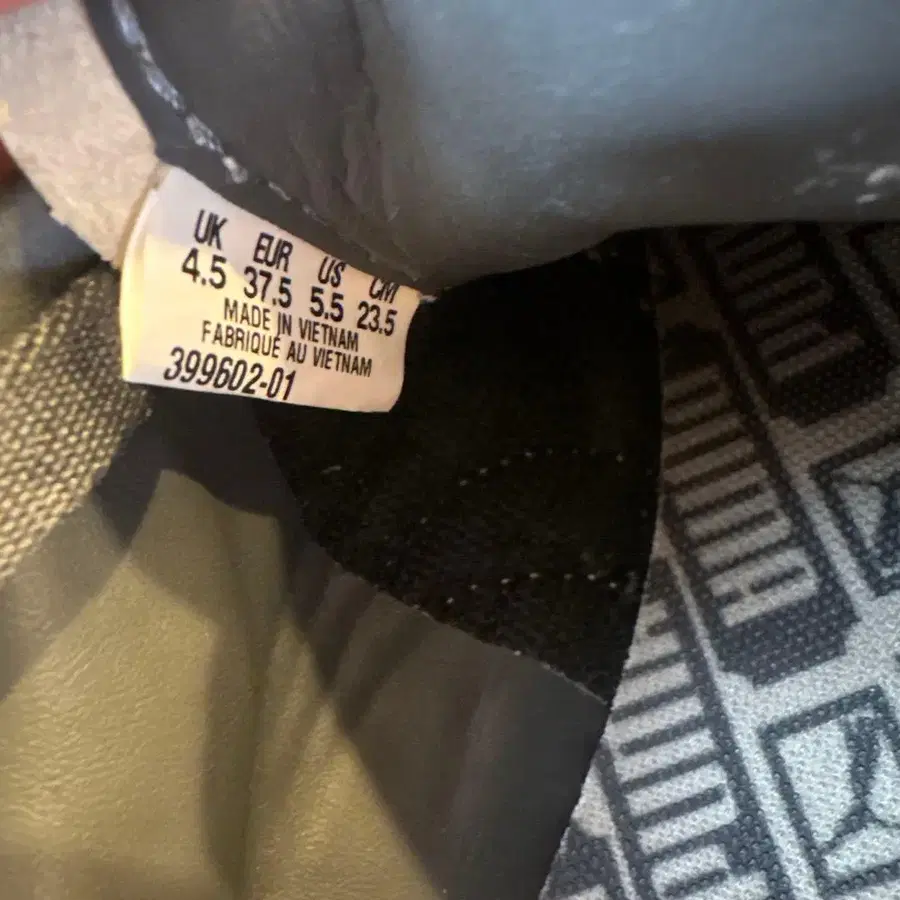 UK EUR US CM
4.5 37.5 5.5 23.5
MADE IN VIETNAM
FABRIQUÉ AU VIETNAM
399602-01